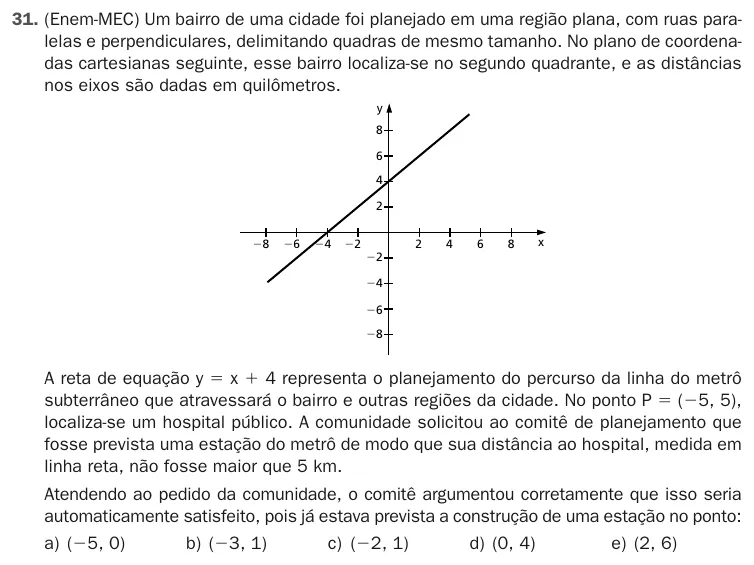 31. (Enem-MEC) Um bairro de uma cidade foi planejado em uma região plana, com ruas para-
lelas e perpendiculares, delimitando quadras de mesmo tamanho. No plano de coordena-
das cartesianas seguinte, esse bairro localiza-se no segundo quadrante, e as distâncias
nos eixos são dadas em quilômetros.
y
8
6
4
2
−8 −6 −4 −2 2 4 6 8 x
−2
−4
−6
−8
A reta de equação y = x + 4 representa o planejamento do percurso da linha do metrô
subterrâneo que atravessará o bairro e outras regiões da cidade. No ponto P = (−5, 5),
localiza-se um hospital público. A comunidade solicitou ao comitê de planejamento que
fosse prevista uma estação do metrô de modo que sua distância ao hospital, medida em
linha reta, não fosse maior que 5 km.
Atendendo ao pedido da comunidade, o comitê argumentou corretamente que isso seria
automaticamente satisfeito, pois já estava prevista a construção de uma estação no ponto:
a) (−5, 0) b) (−3, 1) c) (−2, 1) d) (0, 4) e) (2, 6)